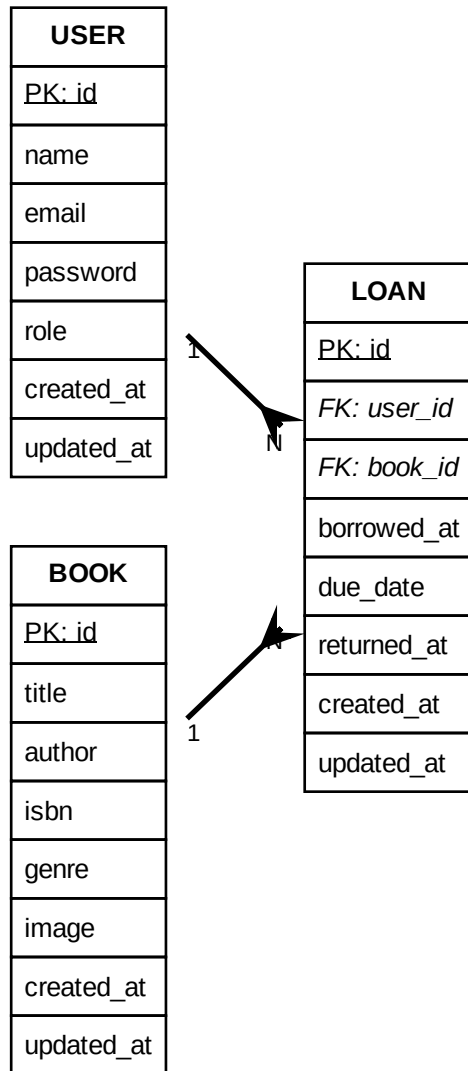 USER
PK: id
name
email
password
role
created_at
updated_at
1
N
LOAN
PK: id
FK: user_id
FK: book_id
borrowed_at
due_date
returned_at
created_at
updated_at
BOOK
PK: id
title
author
isbn
genre
image
created_at
updated_at
1
N